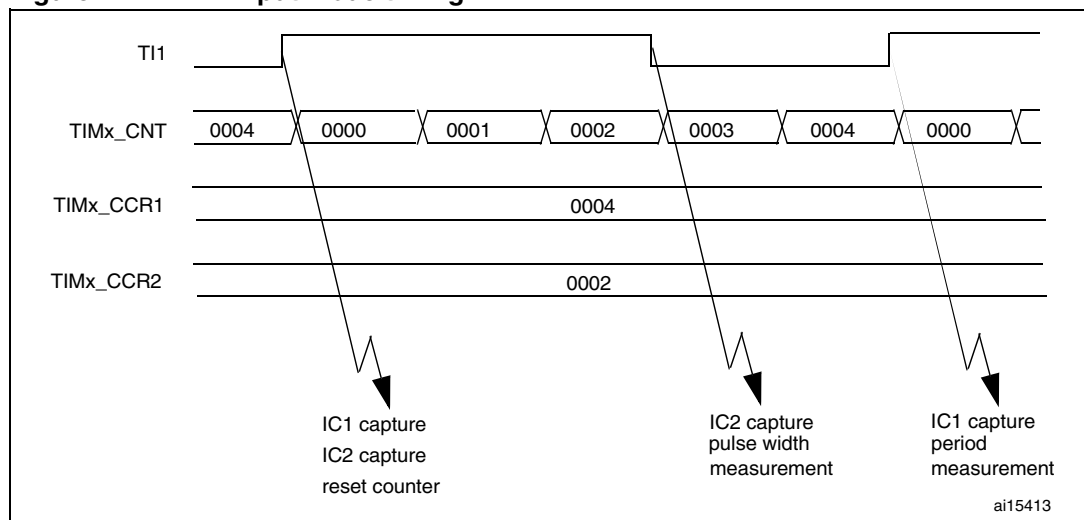 TI1
TIMx_CNT 0004 0000 0001 0002 0003 0004 0000
TIMx_CCR1 0004
TIMx_CCR2 0002
IC1 capture
IC2 capture
reset counter
IC2 capture
pulse width
measurement
IC1 capture
period
measurement
ai15413